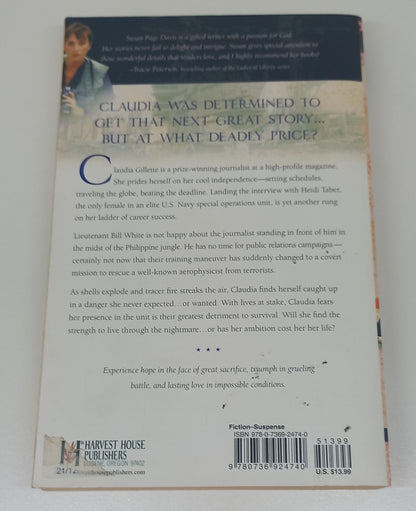 Susan Page Davis is a gifted writer with a passion for God.
Her stories never fail to delight and intrigue. Susan gives special attention to
those wonderful details that readers love, and I highly recommend her books!
—Tracie Peterson, bestselling author of the Ladies of Liberty series
CLAUDIA WAS DETERMINED TO
GET THAT NEXT GREAT STORY...
BUT AT WHAT DEADLY PRICE?
Claudia Gillette is a prize-winning journalist at a high-profile magazine.
She prides herself on her cool independence—setting schedules,
traveling the globe, beating the deadline. Landing the interview with Heidi Taber,
the only female in an elite U.S. Navy special operations unit, is yet another rung
on her ladder of career success.
Lieutenant Bill White is not happy about the journalist standing in front of him in
the midst of the Philippine jungle. He has no time for public relations campaigns—
certainly not now that their training maneuver has suddenly changed to a covert
mission to rescue a well-known aerophysicist from terrorists.
As shells explode and tracer fire streaks the air, Claudia finds herself caught
up in a danger she never expected...or wanted. With lives at stake, Claudia fears
her presence in the unit is their greatest detriment to survival. Will she find the
strength to live through the nightmare...or has her ambition cost her her life?
★ ★ ★
Experience hope in the face of great sacrifice, triumph in grueling
battle, and lasting love in impossible conditions.
HARVEST HOUSE
PUBLISHERS
EUGENE, OREGON 97402
21/1
housepublishers.com
Fiction–Suspense
ISBN 978-0-7369-2474-0
51399
9 780736 924740
U.S. $13.99